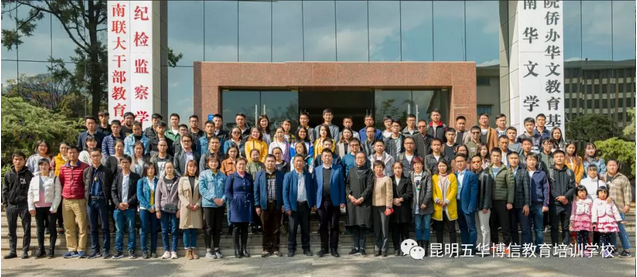 纪检监察学
南联大干部教育
院侨办华文教育基
南华文学
昆明五华博信教育培训学校